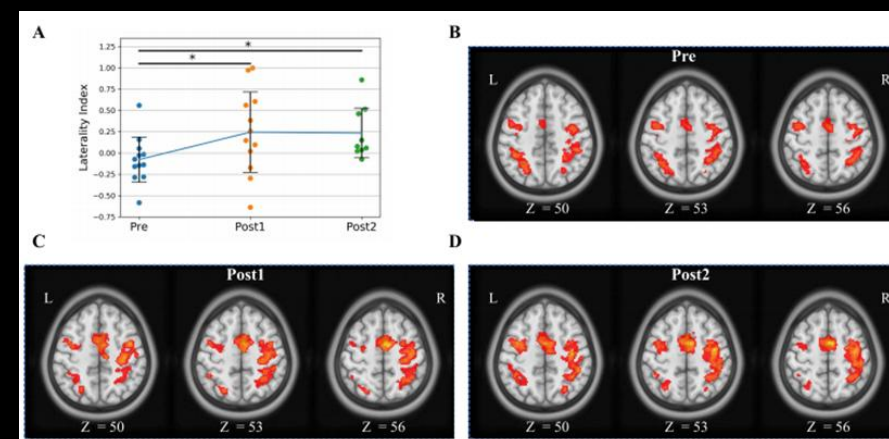 A
*
*
1.25
1.00
0.75
0.50
0.25
0.00
−0.25
−0.50
−0.75
Laterality Index
Pre Post1 Post2
B
Pre
L R
Z = 50 Z = 53 Z = 56
C
Post1
L R
Z = 50 Z = 53 Z = 56
D
Post2
L R
Z = 50 Z = 53 Z = 56